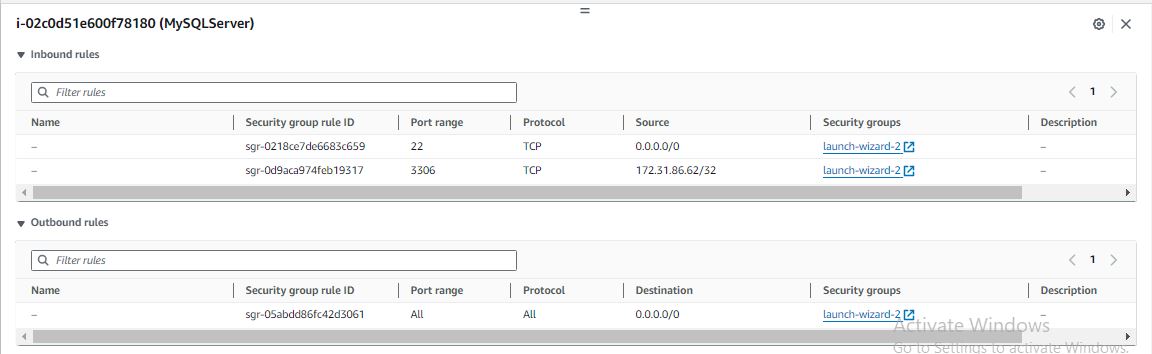 i-02c0d51e600f78180 (MySQLServer)
Inbound rules
Filter rules
1
Name Security group rule ID Port range Protocol Source Security groups Description
– sgr-0218ce7de6683c659 22 TCP 0.0.0.0/0 launch-wizard-2 –
– sgr-0d9aca974feb19317 3306 TCP 172.31.86.62/32 launch-wizard-2 –
Outbound rules
Filter rules
1
Name Security group rule ID Port range Protocol Destination Security groups Description
– sgr-05abdd86fc42d3061 All All 0.0.0.0/0 launch-wizard-2 –
Activate Windows
Go to Settings to activate Windows.